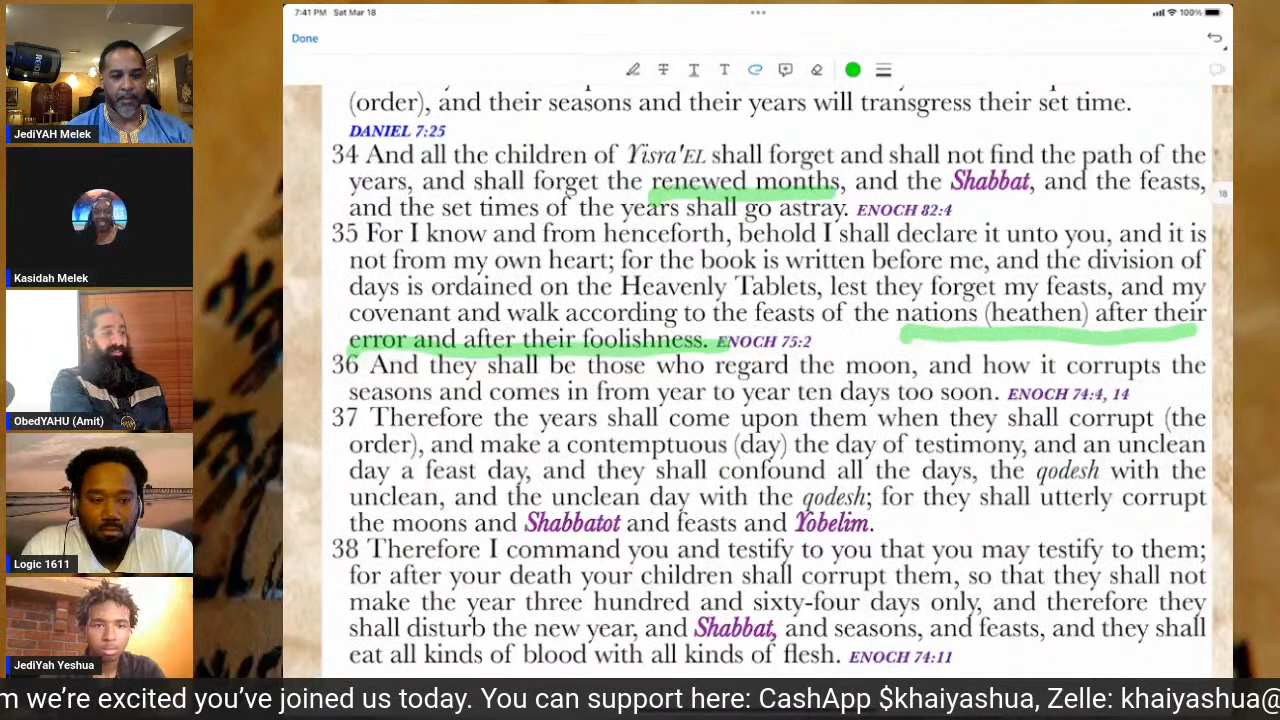 7:41 PM Sat Mar 18
100%
Done
(order), and their seasons and their years will transgress their set time.
DANIEL 7:25
34 And all the children of Yisra'EL shall forget and shall not find the path of the
years, and shall forget the renewed months, and the Shabbat, and the feasts,
and the set times of the years shall go astray. ENOCH 82:4
35 For I know and from henceforth, behold I shall declare it unto you, and it is
not from my own heart; for the book is written before me, and the division of
days is ordained on the Heavenly Tablets, lest they forget my feasts, and my
covenant and walk according to the feasts of the nations (heathen) after their
error and after their foolishness. ENOCH 75:2
36 And they shall be those who regard the moon, and how it corrupts the
seasons and comes in from year to year ten days too soon. ENOCH 74:4, 14
37 Therefore the years shall come upon them when they shall corrupt (the
order), and make a contemptuous (day) the day of testimony, and an unclean
day a feast day, and they shall confound all the days, the qodesh with the
unclean, and the unclean day with the qodesh; for they shall utterly corrupt
the moons and Shabbatot and feasts and Yobelim.
38 Therefore I command you and testify to you that you may testify to them;
for after your death your children shall corrupt them, so that they shall not
make the year three hundred and sixty-four days only, and therefore they
shall disturb the new year, and Shabbat, and seasons, and feasts, and they shall
eat all kinds of blood with all kinds of flesh. ENOCH 74:11
18
JediYAH Melek
Kasidah Melek
ObedYAHU (Amit)
Logic 1611
JediYah Yeshua
m we’re excited you’ve joined us today. You can support here: CashApp $khaiyashua, Zelle: khaiyashua@